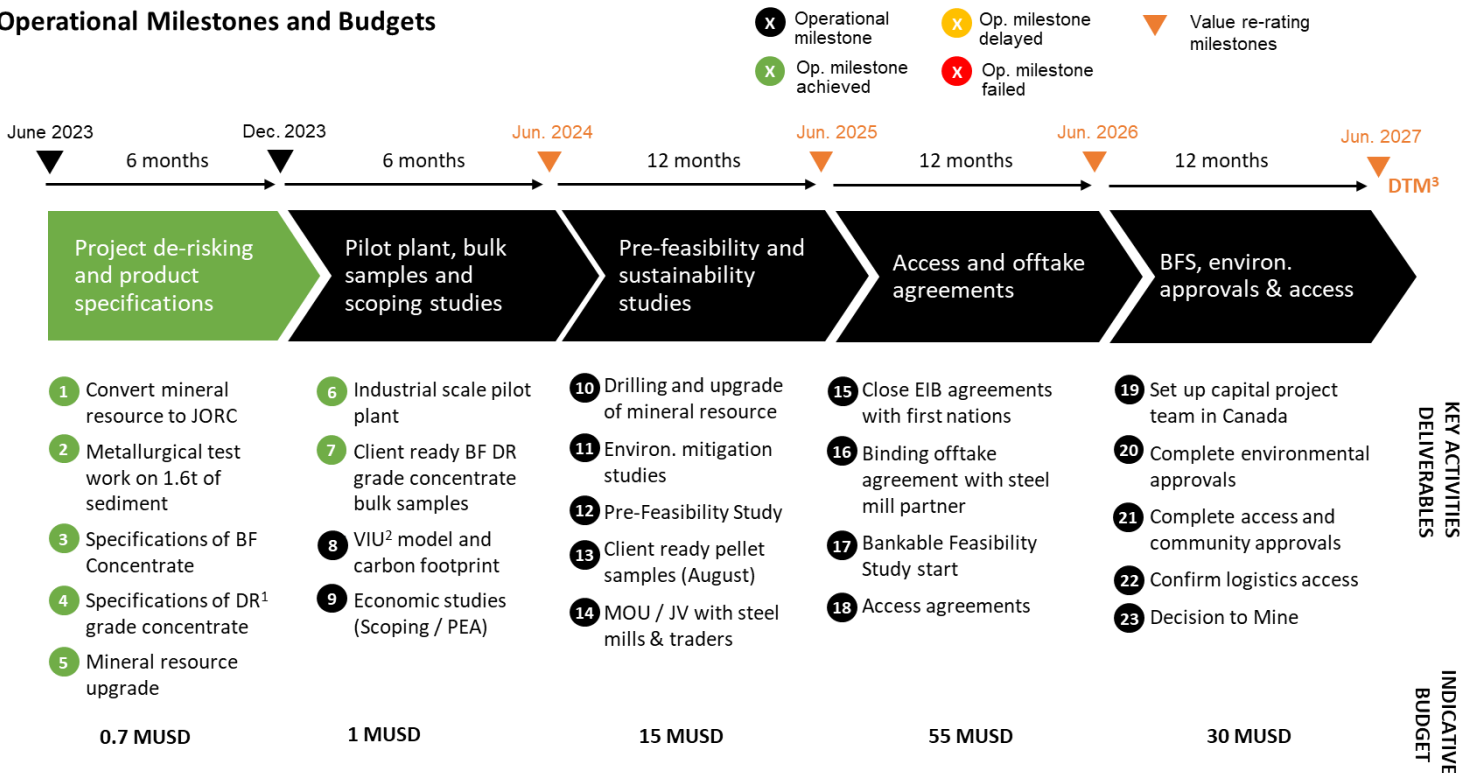 Operational Milestones and Budgets
X Operational
milestone
X Op. milestone
delayed
Value re-rating
milestones
X Op. milestone
achieved
X Op. milestone
failed
June 2023
Dec. 2023
Jun. 2024
Jun. 2025
Jun. 2026
Jun. 2027
6 months
6 months
12 months
12 months
12 months
DTM³
Project de-risking
and product
specifications
Pilot plant, bulk
samples and
scoping studies
Pre-feasibility and
sustainability
studies
Access and offtake
agreements
BFS, environ.
approvals & access
1 Convert mineral
resource to JORC
2 Metallurgical test
work on 1.6t of
sediment
3 Specifications of BF
Concentrate
4 Specifications of DR¹
grade concentrate
5 Mineral resource
upgrade
0.7 MUSD
6 Industrial scale pilot
plant
7 Client ready BF DR
grade concentrate
bulk samples
8 VIU² model and
carbon footprint
9 Economic studies
(Scoping / PEA)
1 MUSD
10 Drilling and upgrade
of mineral resource
11 Environ. mitigation
studies
12 Pre-Feasibility Study
13 Client ready pellet
samples (August)
14 MOU / JV with steel
mills & traders
15 MUSD
15 Close EIB agreements
with first nations
16 Binding offtake
agreement with steel
mill partner
17 Bankable Feasibility
Study start
18 Access agreements
55 MUSD
19 Set up capital project
team in Canada
20 Complete environmental
approvals
21 Complete access and
community approvals
22 Confirm logistics access
23 Decision to Mine
30 MUSD
KEY ACTIVITIES
DELIVERABLES
INDICATIVE
BUDGET